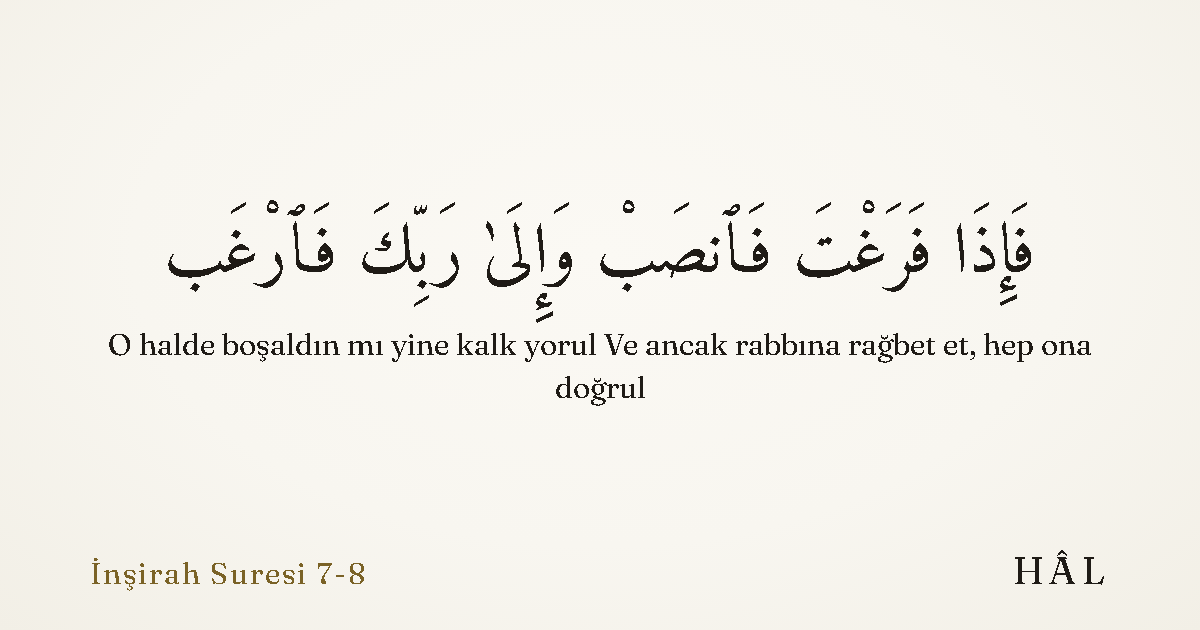 فَإِذَا فَرَغْتَ فَٱنصَبْ وَإِلَىٰ رَبِّكَ فَٱرْغَب
O halde boşaldın mı yine kalk yorul Ve ancak rabbına rağbet et, hep ona
doğrul
İnşirah Suresi 7-8
HÂL